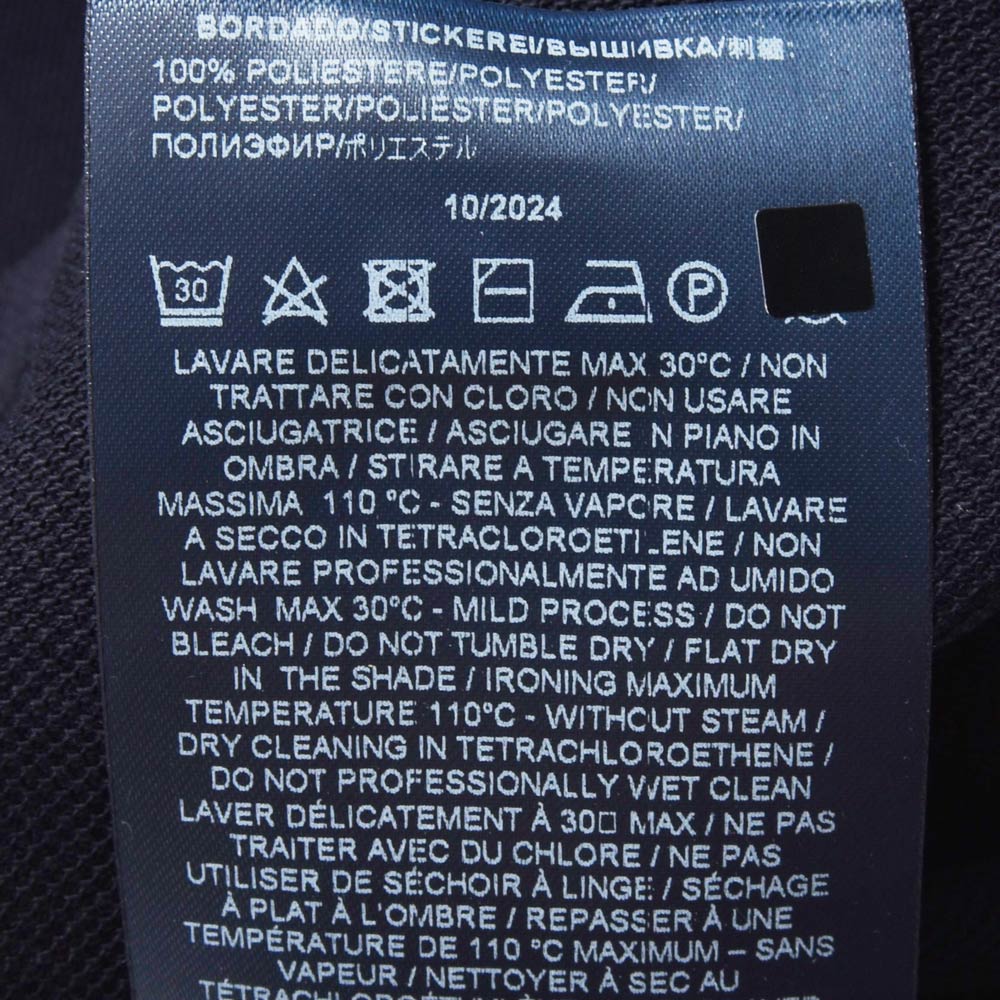 BORDADO/STICKEREI/ВЫШИВКА/刺繍:
100% POLIESTERE/POLYESTER/
POLYESTER/POLIESTER/POLYESTER/
ПОЛИЭФИР/ポリエステル
10/2024
30
P
LAVARE DELICATAMENTE MAX 30°C / NON
TRATTARE CON CLORO / NON USARE
ASCIUGATRICE / ASCIUGARE IN PIANO IN
OMBRA / STIRARE A TEMPERATURA
MASSIMA 110 °C - SENZA VAPORE / LAVARE
A SECCO IN TETRACLOROETILENE / NON
LAVARE PROFESSIONALMENTE AD UMIDO
WASH MAX 30°C - MILD PROCESS / DO NOT
BLEACH / DO NOT TUMBLE DRY / FLAT DRY
IN THE SHADE / IRONING MAXIMUM
TEMPERATURE 110°C - WITHOUT STEAM /
DRY CLEANING IN TETRACHLOROETHENE /
DO NOT PROFESSIONALLY WET CLEAN
LAVER DÉLICATEMENT À 30□ MAX / NE PAS
TRAITER AVEC DU CHLORE / NE PAS
UTILISER DE SÉCHOIR À LINGE / SÉCHAGE
À PLAT À L'OMBRE / REPASSER À UNE
TEMPÉRATURE DE 110 °C MAXIMUM – SANS
VAPEUR / NETTOYER À SEC AU